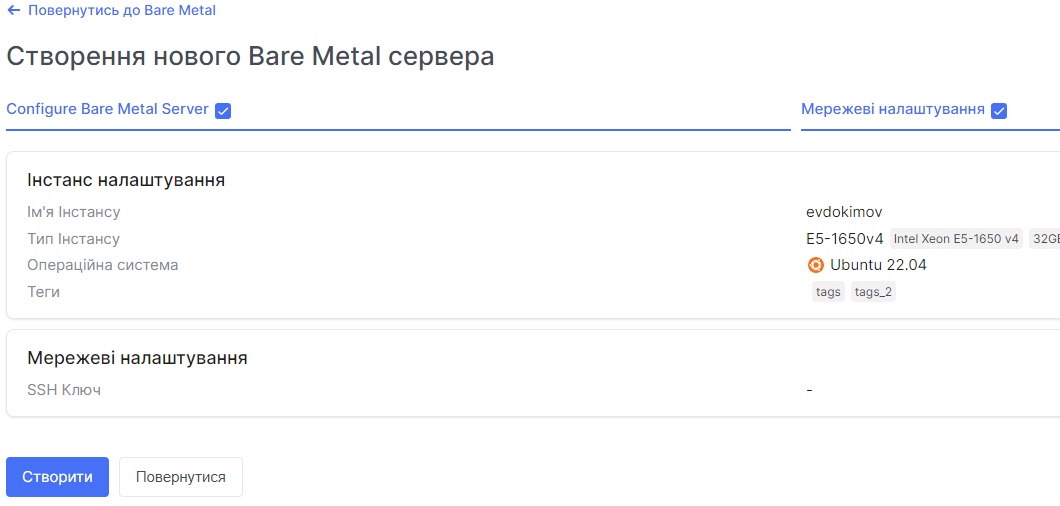 Повернутись до Bare Metal
Створення нового Bare Metal сервера
Configure Bare Metal Server Мережеві налаштування
Інстанс налаштування
Ім'я Інстансу evdokimov
Тип Інстансу E5-1650v4 Intel Xeon E5-1650 v4 32GB
Операційна система Ubuntu 22.04
Теги tags tags_2
Мережеві налаштування
SSH Ключ -
Створити Повернутися